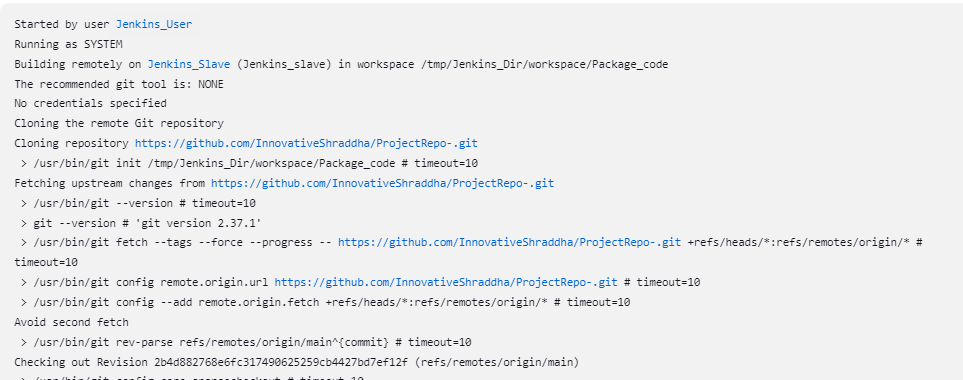 Started by user Jenkins_User
Running as SYSTEM
Building remotely on Jenkins_Slave (Jenkins_slave) in workspace /tmp/Jenkins_Dir/workspace/Package_code
The recommended git tool is: NONE
No credentials specified
Cloning the remote Git repository
Cloning repository https://github.com/InnovativeShraddha/ProjectRepo-.git
> /usr/bin/git init /tmp/Jenkins_Dir/workspace/Package_code # timeout=10
Fetching upstream changes from https://github.com/InnovativeShraddha/ProjectRepo-.git
> /usr/bin/git --version # timeout=10
> git --version # 'git version 2.37.1'
> /usr/bin/git fetch --tags --force --progress -- https://github.com/InnovativeShraddha/ProjectRepo-.git +refs/heads/*:refs/remotes/origin/* #
timeout=10
> /usr/bin/git config remote.origin.url https://github.com/InnovativeShraddha/ProjectRepo-.git # timeout=10
> /usr/bin/git config --add remote.origin.fetch +refs/heads/*:refs/remotes/origin/* # timeout=10
Avoid second fetch
> /usr/bin/git rev-parse refs/remotes/origin/main^{commit} # timeout=10
Checking out Revision 2b4d882768e6fc317490625259cb4427bd7ef12f (refs/remotes/origin/main)